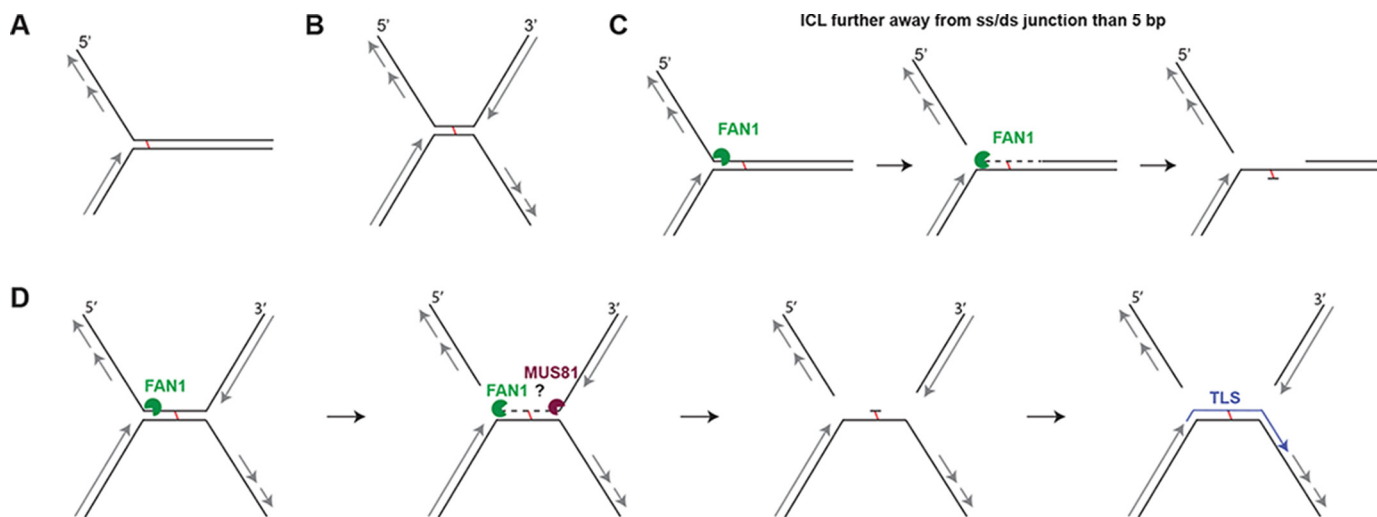 A
5'
B
5'
3'
C
ICL further away from ss/ds junction than 5 bp
5'
FAN1
5'
FAN1
5'
D
5'
3'
FAN1
5'
3'
MUS81
FAN1 ?
5'
3'
5'
3'
TLS